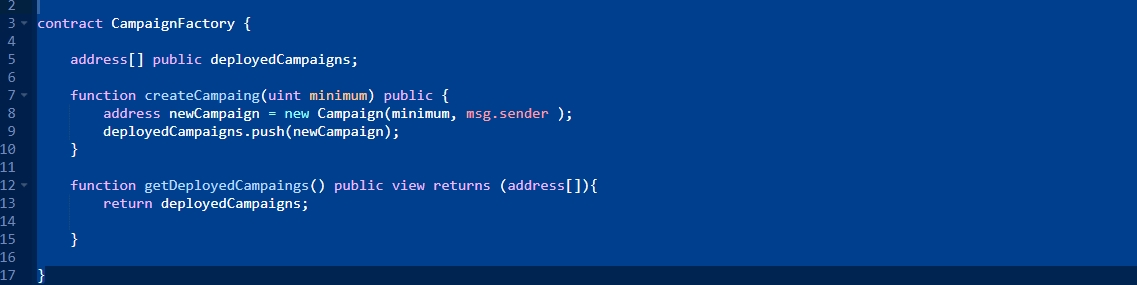 2
3 contract CampaignFactory {
4
5 address[] public deployedCampaigns;
6
7 function createCampaing(uint minimum) public {
8 address newCampaign = new Campaign(minimum, msg.sender );
9 deployedCampaigns.push(newCampaign);
10 }
11
12 function getDeployedCampaings() public view returns (address[]){
13 return deployedCampaigns;
14
15 }
16
17 }